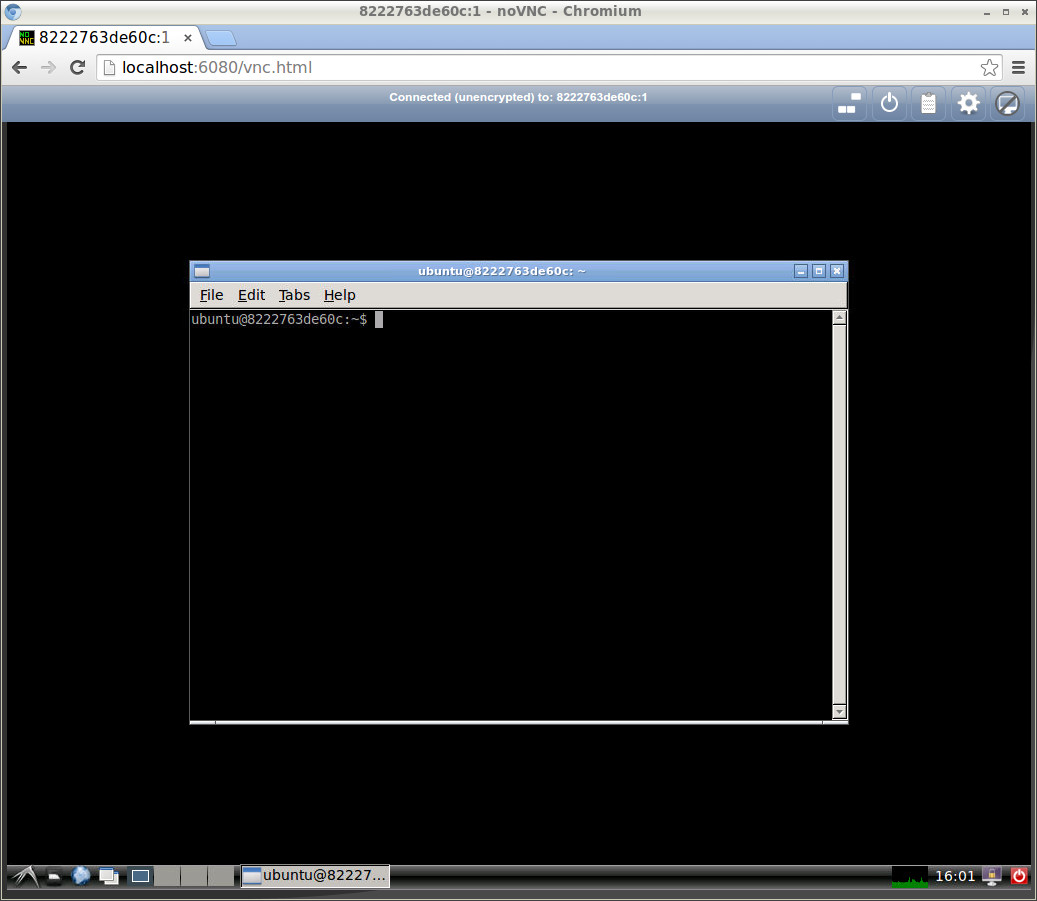 8222763de60c:1 - noVNC - Chromium
8222763de60c:1
localhost:6080/vnc.html
Connected (unencrypted) to: 8222763de60c:1
ubuntu@8222763de60c: ~
File Edit Tabs Help
ubuntu@8222763de60c:~$
ubuntu@82227...
16:01